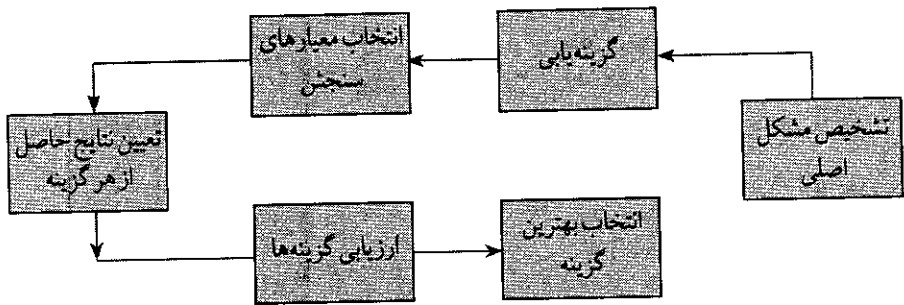 تشخیص مشکل
اصلی
گزینه‌یابی
انتخاب معیارهای
سنجش
تعیین نتایج حاصل
از هر گزینه
ارزیابی گزینه‌ها
انتخاب بهترین
گزینه